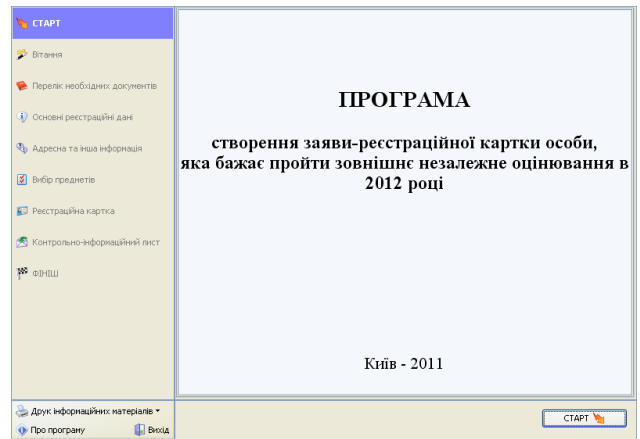 СТАРТ
Вітання
Перелік необхідних документів
Основні реєстраційні дані
Адресна та інша інформація
Вибір предметів
Реєстраційна картка
Контрольно-інформаційний лист
ФІНІШ
ПРОГРАМА
створення заяви-реєстраційної картки особи,
яка бажає пройти зовнішнє незалежне оцінювання в
2012 році
Київ - 2011
Друк інформаційних матеріалів
Про програму Вихід
СТАРТ